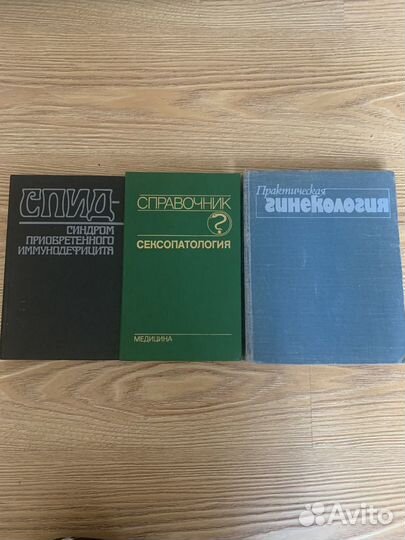 СПИД-
СИНДРОМ
ПРИОБРЕТЕННОГО
ИММУНОДЕФИЦИТА
СПРАВОЧНИК
?
СЕКСОПАТОЛОГИЯ
МЕДИЦИНА
Практическая
гинекология
Avito